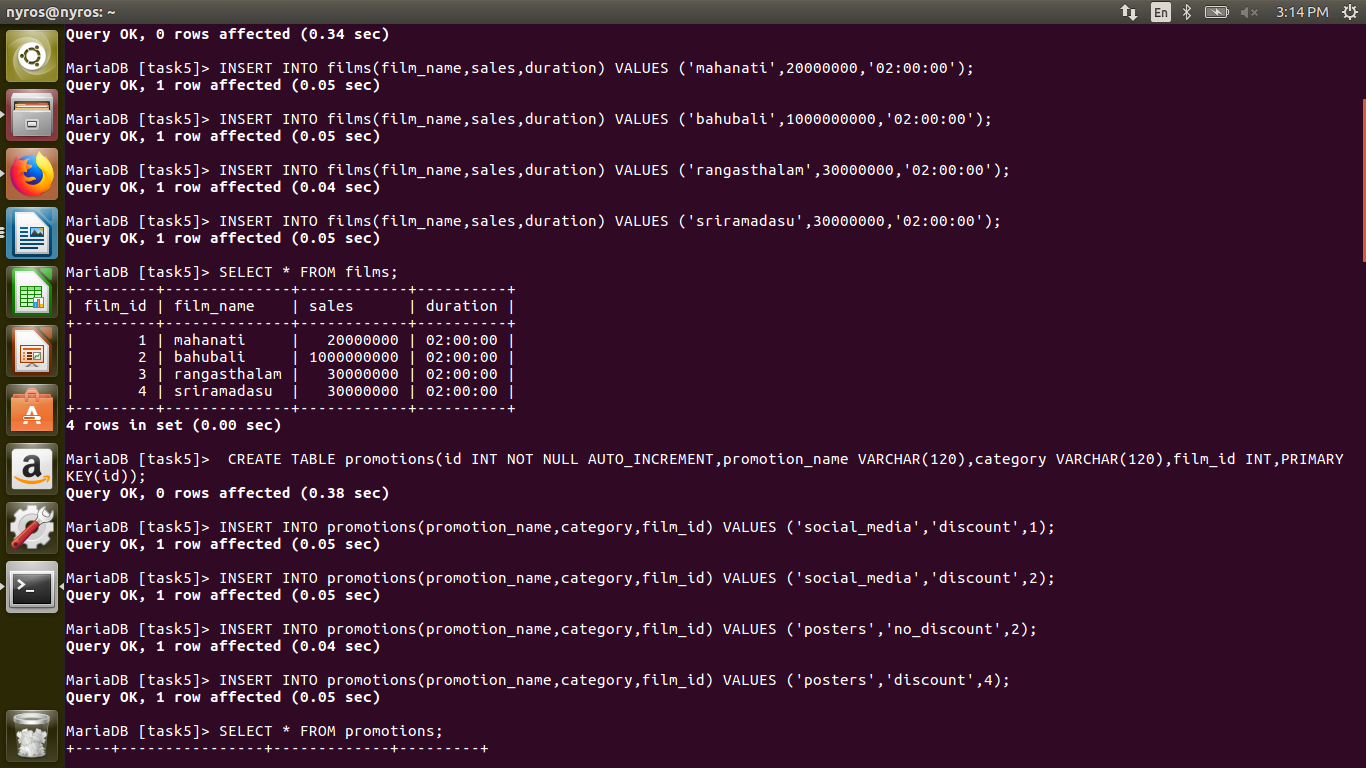 nyros@nyros: ~
En
3:14 PM
Query OK, 0 rows affected (0.34 sec)
MariaDB [task5]> INSERT INTO films(film_name,sales,duration) VALUES ('mahanati',20000000,'02:00:00');
Query OK, 1 row affected (0.05 sec)
MariaDB [task5]> INSERT INTO films(film_name,sales,duration) VALUES ('bahubali',1000000000,'02:00:00');
Query OK, 1 row affected (0.05 sec)
MariaDB [task5]> INSERT INTO films(film_name,sales,duration) VALUES ('rangasthalam',30000000,'02:00:00');
Query OK, 1 row affected (0.04 sec)
MariaDB [task5]> INSERT INTO films(film_name,sales,duration) VALUES ('sriramadasu',30000000,'02:00:00');
Query OK, 1 row affected (0.05 sec)
MariaDB [task5]> SELECT * FROM films;
+---------+--------------+------------+----------+
| film_id | film_name    | sales      | duration |
+---------+--------------+------------+----------+
|       1 | mahanati     |   20000000 | 02:00:00 |
|       2 | bahubali     | 1000000000 | 02:00:00 |
|       3 | rangasthalam |   30000000 | 02:00:00 |
|       4 | sriramadasu  |   30000000 | 02:00:00 |
+---------+--------------+------------+----------+
4 rows in set (0.00 sec)
MariaDB [task5]>  CREATE TABLE promotions(id INT NOT NULL AUTO_INCREMENT,promotion_name VARCHAR(120),category VARCHAR(120),film_id INT,PRIMARY
KEY(id));
Query OK, 0 rows affected (0.38 sec)
MariaDB [task5]> INSERT INTO promotions(promotion_name,category,film_id) VALUES ('social_media','discount',1);
Query OK, 1 row affected (0.05 sec)
MariaDB [task5]> INSERT INTO promotions(promotion_name,category,film_id) VALUES ('social_media','discount',2);
Query OK, 1 row affected (0.05 sec)
MariaDB [task5]> INSERT INTO promotions(promotion_name,category,film_id) VALUES ('posters','no_discount',2);
Query OK, 1 row affected (0.04 sec)
MariaDB [task5]> INSERT INTO promotions(promotion_name,category,film_id) VALUES ('posters','discount',4);
Query OK, 1 row affected (0.05 sec)
MariaDB [task5]> SELECT * FROM promotions;
+----+----------------+-------------+---------+